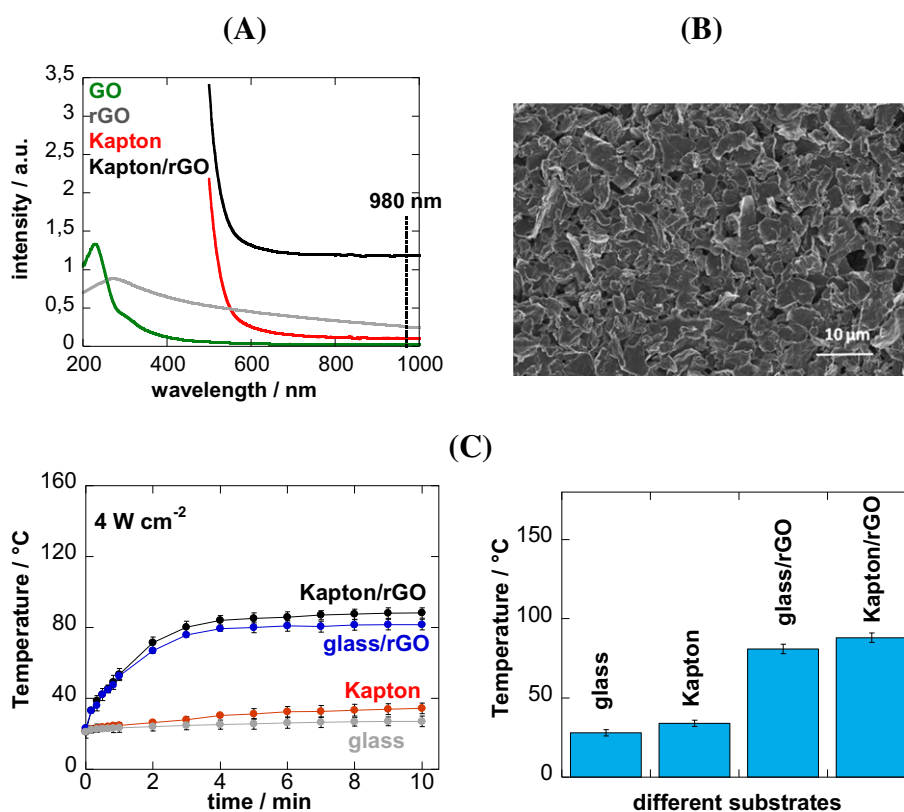 (A)
(B)
3,5
3
2,5
2
1,5
1
0,5
0
GO
rGO
Kapton
Kapton/rGO
980 nm
intensity / a.u.
200 400 600 800 1000
wavelength / nm
10 µm
(C)
160
120
80
40
0
4 W cm⁻²
Kapton/rGO
glass/rGO
Kapton
glass
Temperature / °C
0 2 4 6 8 10
time / min
150
100
50
0
Temperature / °C
glass
Kapton
glass/rGO
Kapton/rGO
different substrates